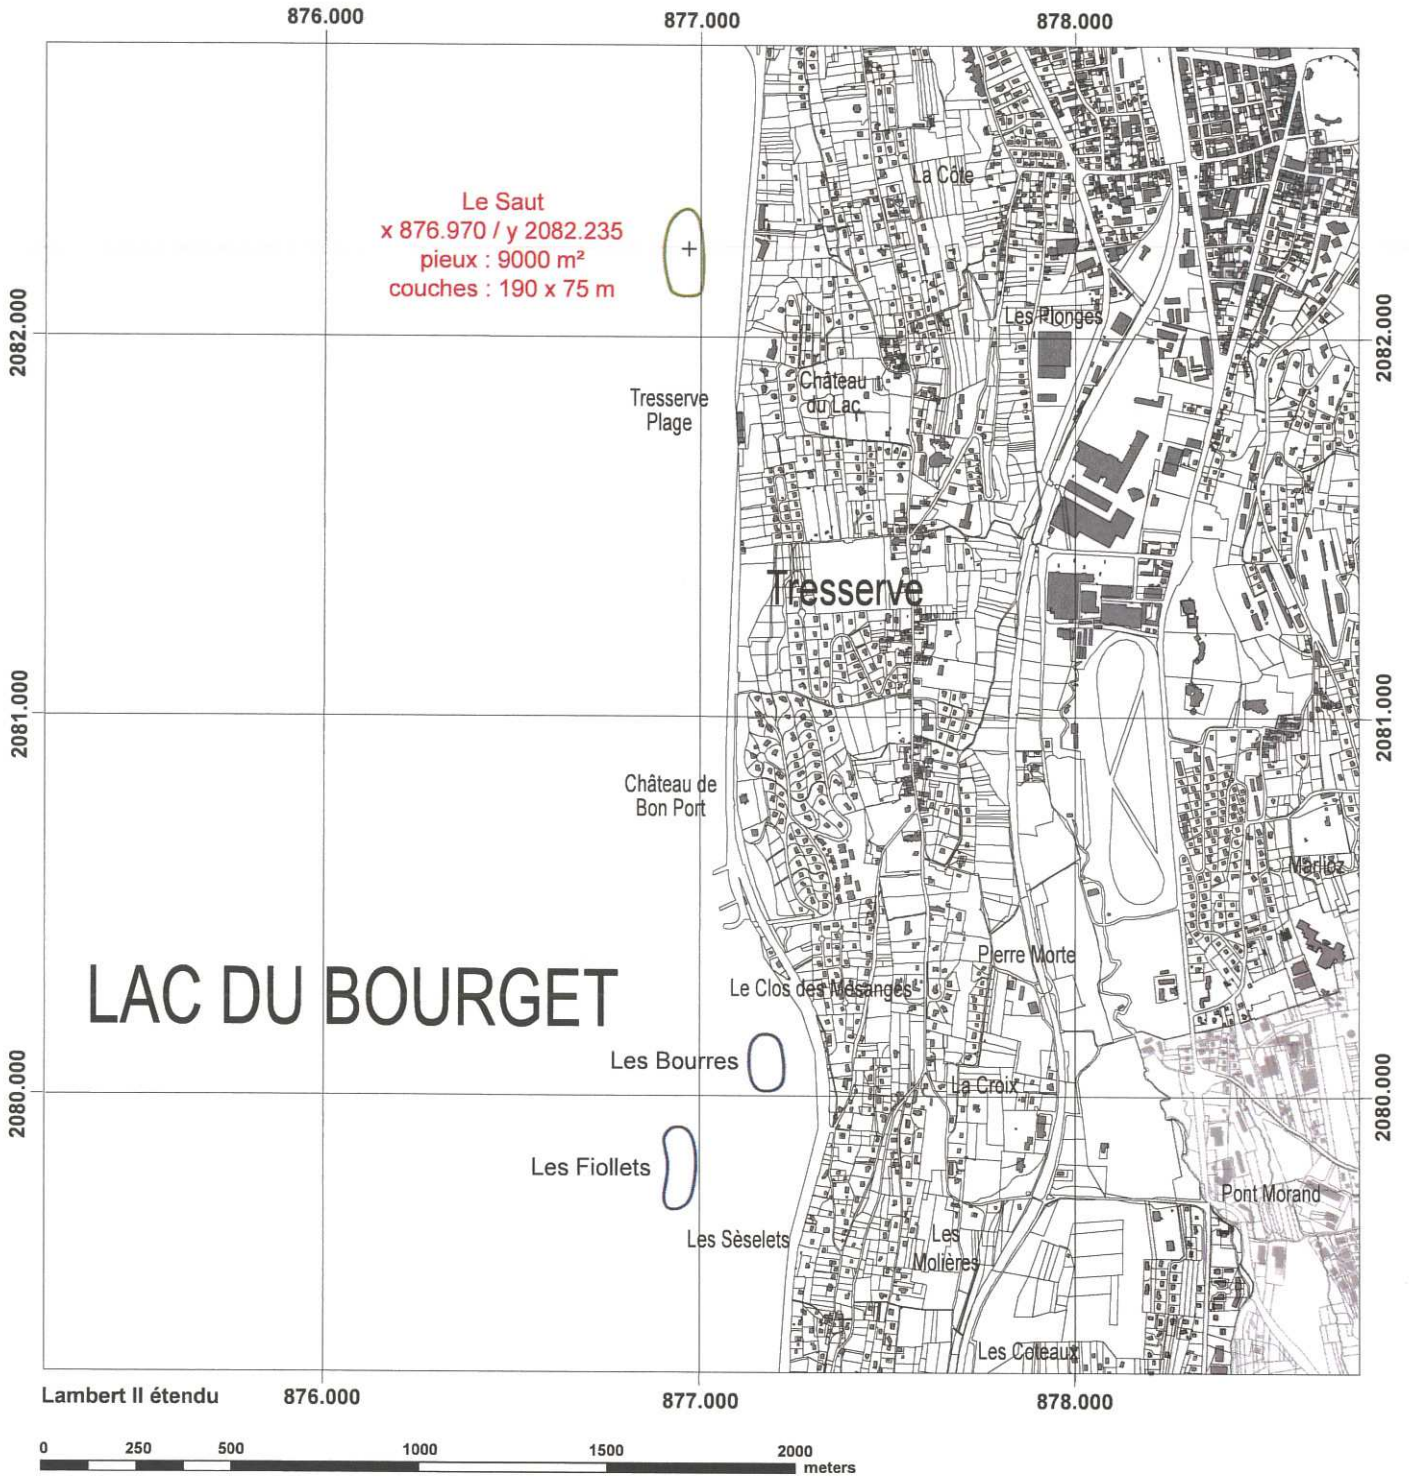 876.000
877.000
878.000
Le Saut
x 876.970 / y 2082.235
pieux : 9000 m²
couches : 190 x 75 m
La Côte
Les Plonges
2082.000
2082.000
Château
du Lac
Tresserve
Plage
Tresserve
2081.000
2081.000
Château de
Bon Port
Marlioz
Pierre Morte
LAC DU BOURGET
Le Clos des Mésanges
Les Bourres
La Croix
2080.000
2080.000
Les Fiollets
Pont Morand
Les Sèselets
Les
Molières
Les Coteaux
Lambert II étendu
876.000
877.000
878.000
0
250
500
1000
1500
2000
meters